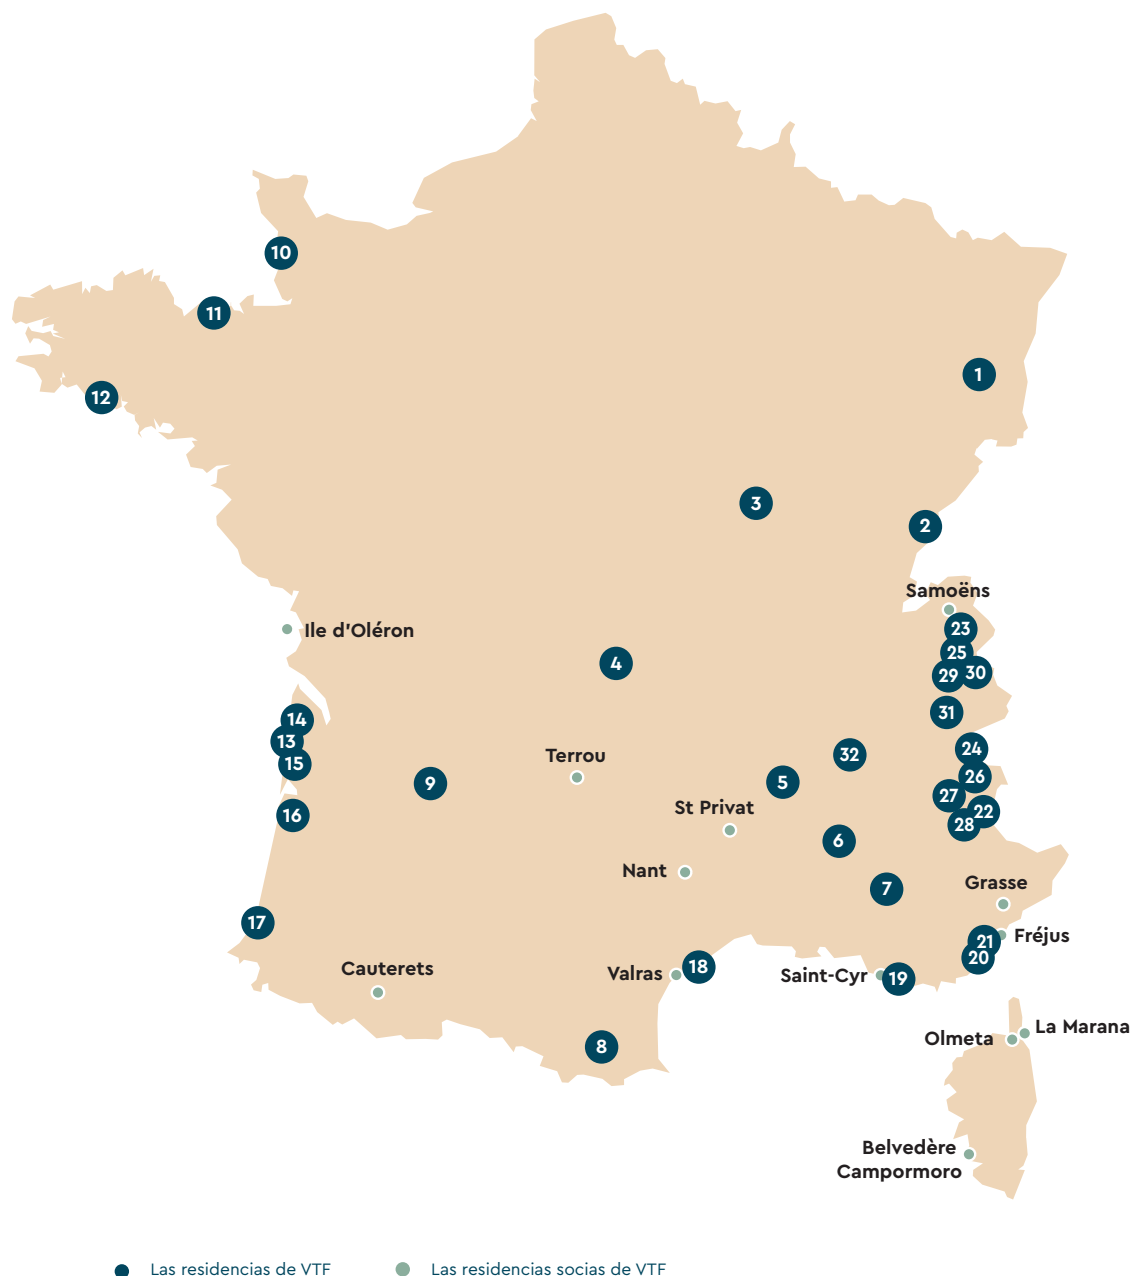 10
11
1
12
3
2
Samoëns
Ile d'Oléron
23
25
4
29
30
14
31
13
24
Terrou
32
15
26
9
5
27
St Privat
22
16
28
6
Nant
7
Grasse
17
21
Fréjus
20
Cauterets
Valras
18
Saint-Cyr
19
La Marana
Olmeta
8
Belvedère
Campormoro
Las residencias de VTF
Las residencias socias de VTF